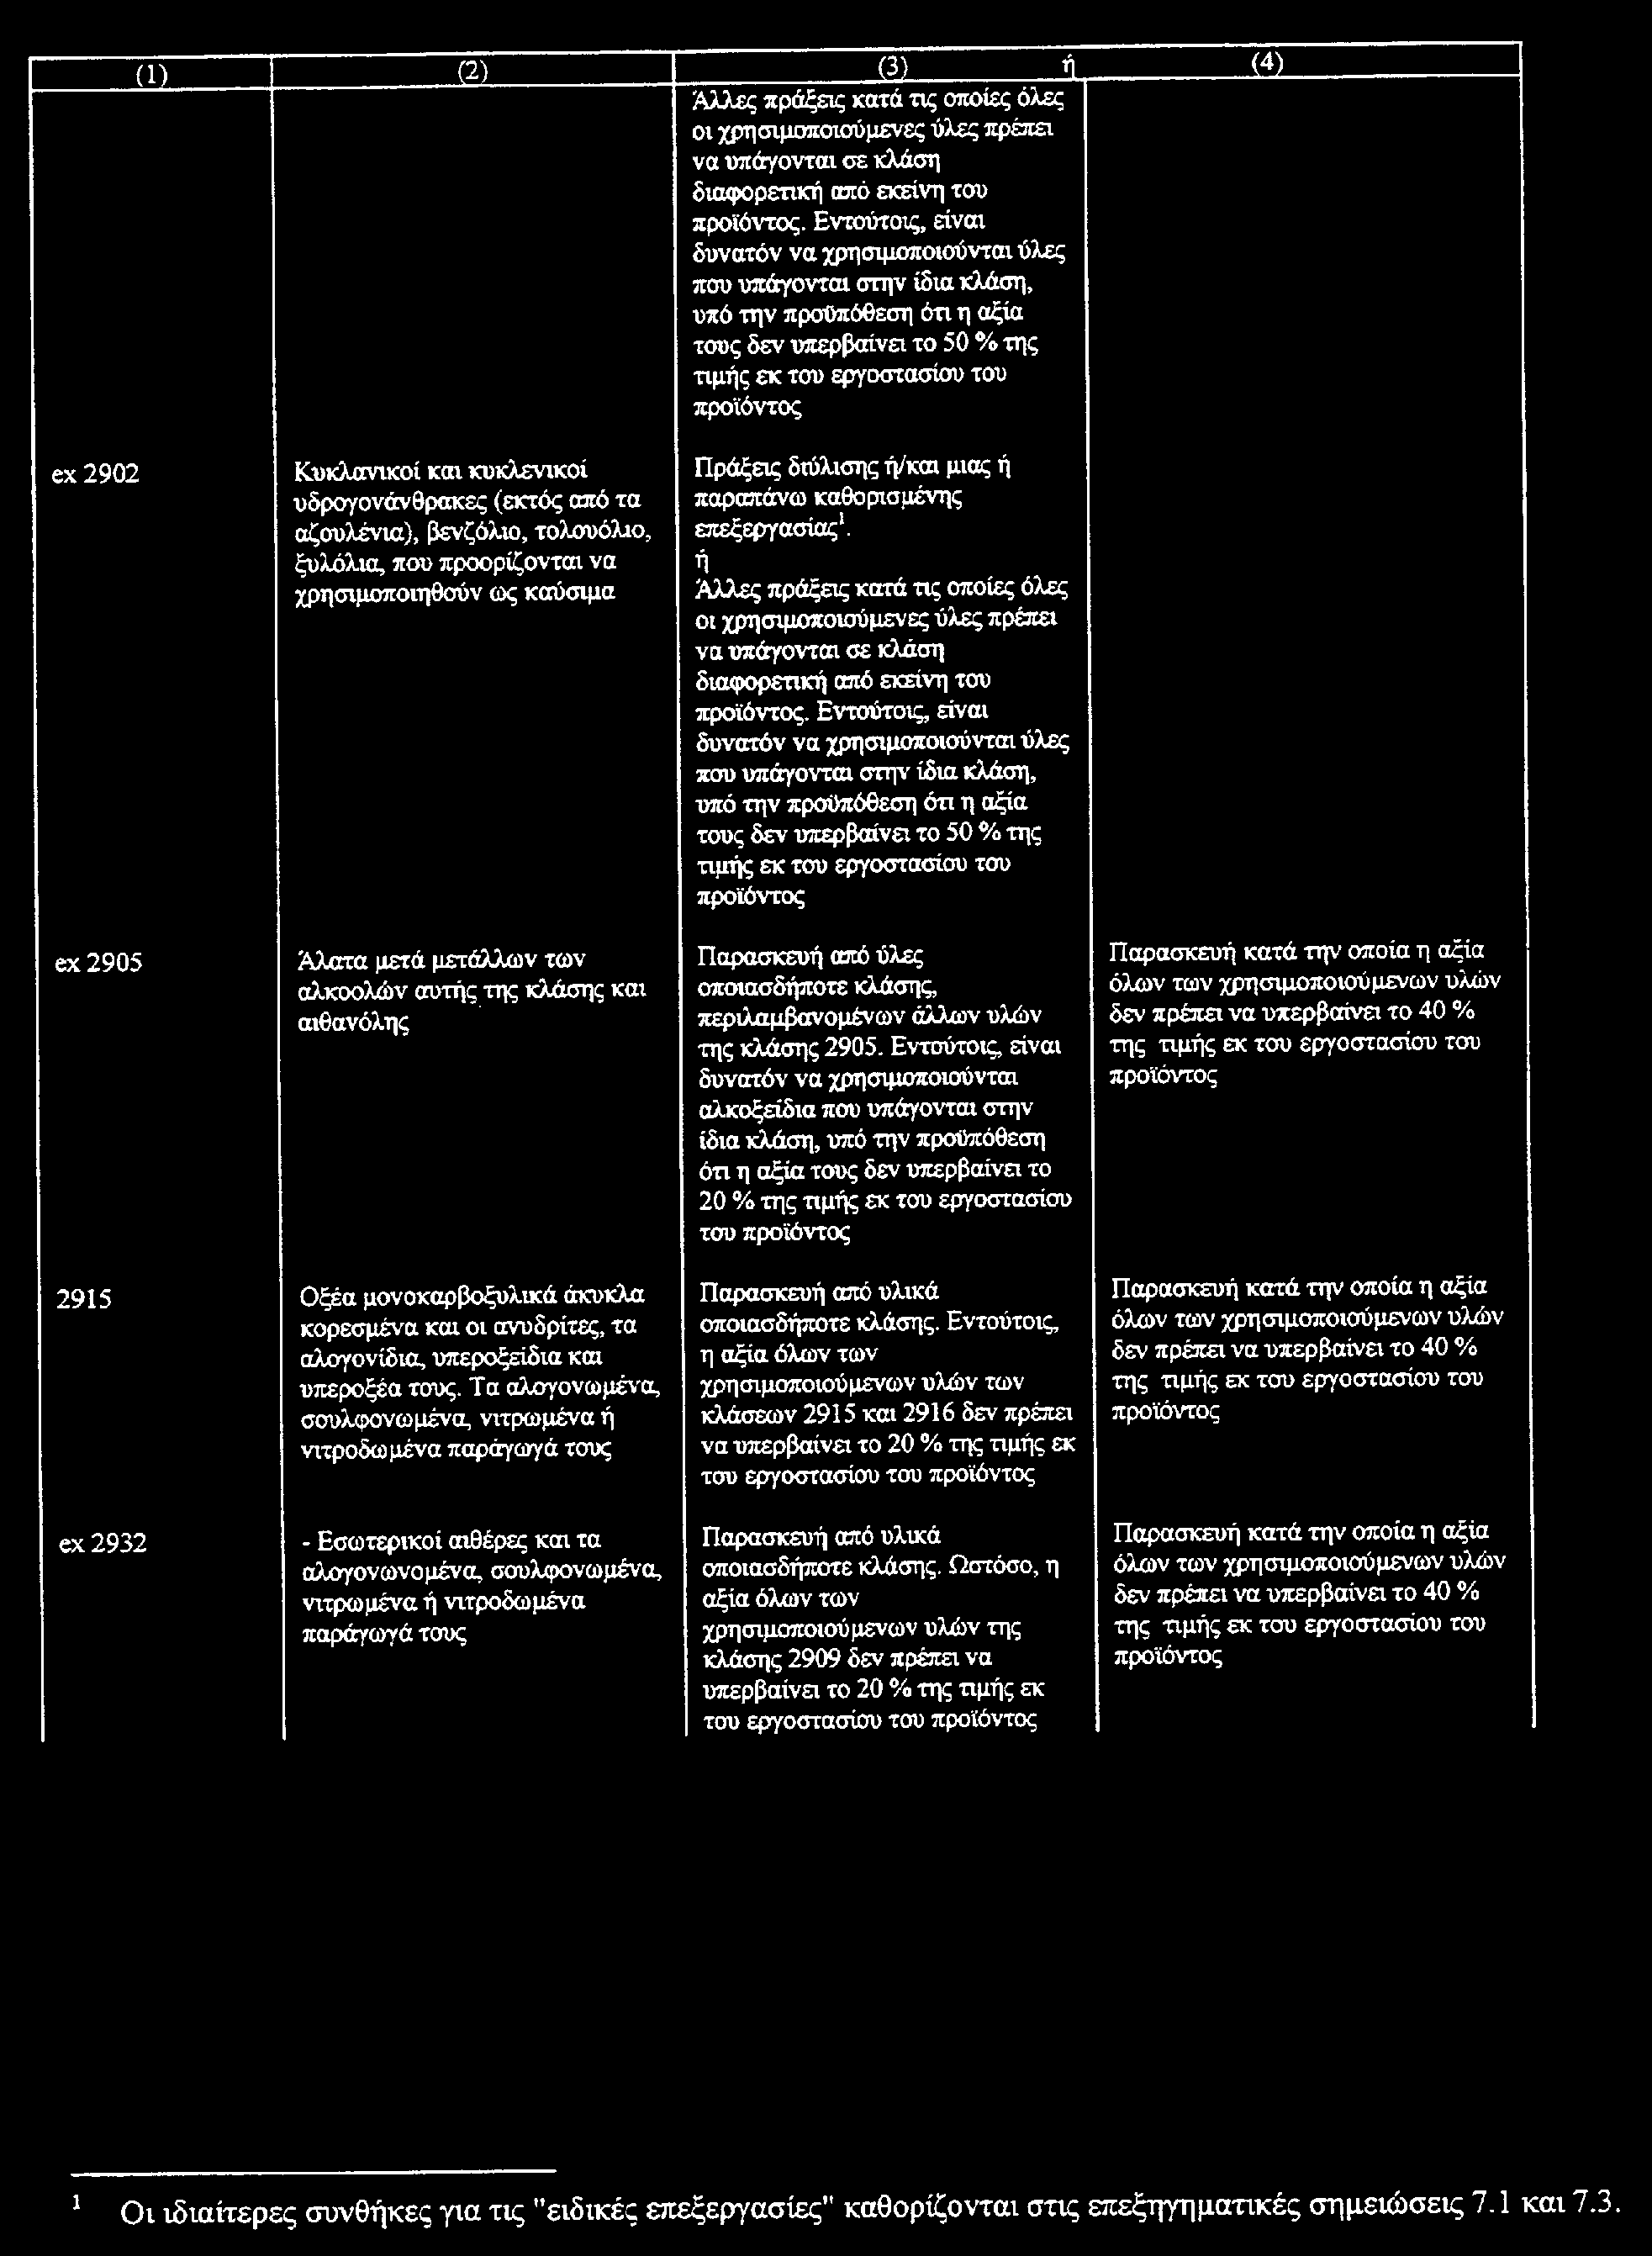 (1) (2) (3) ή (4)
Άλλες πράξεις κατά τις οποίες όλες
οι χρησιμοποιούμενες ύλες πρέπει
να υπάγονται σε κλάση
διαφορετική από εκείνη του
προϊόντος. Εντούτοις, είναι
δυνατόν να χρησιμοποιούνται ύλες
που υπάγονται στην ίδια κλάση,
υπό την προϋπόθεση ότι η αξία
τους δεν υπερβαίνει το 50 % της
τιμής εκ του εργοστασίου του
προϊόντος
ex 2902
Κυκλανικοί και κυκλενικοί
υδρογονάνθρακες (εκτός από τα
αζουλένια), βενζόλιο, τολουόλιο,
ξυλόλια, που προορίζονται να
χρησιμοποιηθούν ως καύσιμα
Πράξεις διύλισης ή/και μιας ή
παραπάνω καθορισμένης
επεξεργασίας¹.
ή
Άλλες πράξεις κατά τις οποίες όλες
οι χρησιμοποιούμενες ύλες πρέπει
να υπάγονται σε κλάση
διαφορετική από εκείνη του
προϊόντος. Εντούτοις, είναι
δυνατόν να χρησιμοποιούνται ύλες
που υπάγονται στην ίδια κλάση,
υπό την προϋπόθεση ότι η αξία
τους δεν υπερβαίνει το 50 % της
τιμής εκ του εργοστασίου του
προϊόντος
ex 2905
Άλατα μετά μετάλλων των
αλκοολών αυτής της κλάσης και
αιθανόλης
Παρασκευή από ύλες
οποιασδήποτε κλάσης,
περιλαμβανομένων άλλων υλών
της κλάσης 2905. Εντούτοις, είναι
δυνατόν να χρησιμοποιούνται
αλκοξείδια που υπάγονται στην
ίδια κλάση, υπό την προϋπόθεση
ότι η αξία τους δεν υπερβαίνει το
20 % της τιμής εκ του εργοστασίου
του προϊόντος
Παρασκευή κατά την οποία η αξία
όλων των χρησιμοποιούμενων υλών
δεν πρέπει να υπερβαίνει το 40 %
της τιμής εκ του εργοστασίου του
προϊόντος
2915
Οξέα μονοκαρβοξυλικά άκυκλα
κορεσμένα και οι ανυδρίτες, τα
αλογονίδια, υπεροξείδια και
υπεροξέα τους. Τα αλογονωμένα,
σουλφονωμένα, νιτρωμένα ή
νιτροδωμένα παράγωγά τους
Παρασκευή από υλικά
οποιασδήποτε κλάσης. Εντούτοις,
η αξία όλων των
χρησιμοποιούμενων υλών των
κλάσεων 2915 και 2916 δεν πρέπει
να υπερβαίνει το 20 % της τιμής εκ
του εργοστασίου του προϊόντος
Παρασκευή κατά την οποία η αξία
όλων των χρησιμοποιούμενων υλών
δεν πρέπει να υπερβαίνει το 40 %
της τιμής εκ του εργοστασίου του
προϊόντος
ex 2932
- Εσωτερικοί αιθέρες και τα
αλογονωνομένα, σουλφονωμένα,
νιτρωμένα ή νιτροδωμένα
παράγωγά τους
Παρασκευή από υλικά
οποιασδήποτε κλάσης. Ωστόσο, η
αξία όλων των
χρησιμοποιούμενων υλών της
κλάσης 2909 δεν πρέπει να
υπερβαίνει το 20 % της τιμής εκ
του εργοστασίου του προϊόντος
Παρασκευή κατά την οποία η αξία
όλων των χρησιμοποιούμενων υλών
δεν πρέπει να υπερβαίνει το 40 %
της τιμής εκ του εργοστασίου του
προϊόντος
¹ Οι ιδιαίτερες συνθήκες για τις "ειδικές επεξεργασίες" καθορίζονται στις επεξηγηματικές σημειώσεις 7.1 και 7.3.